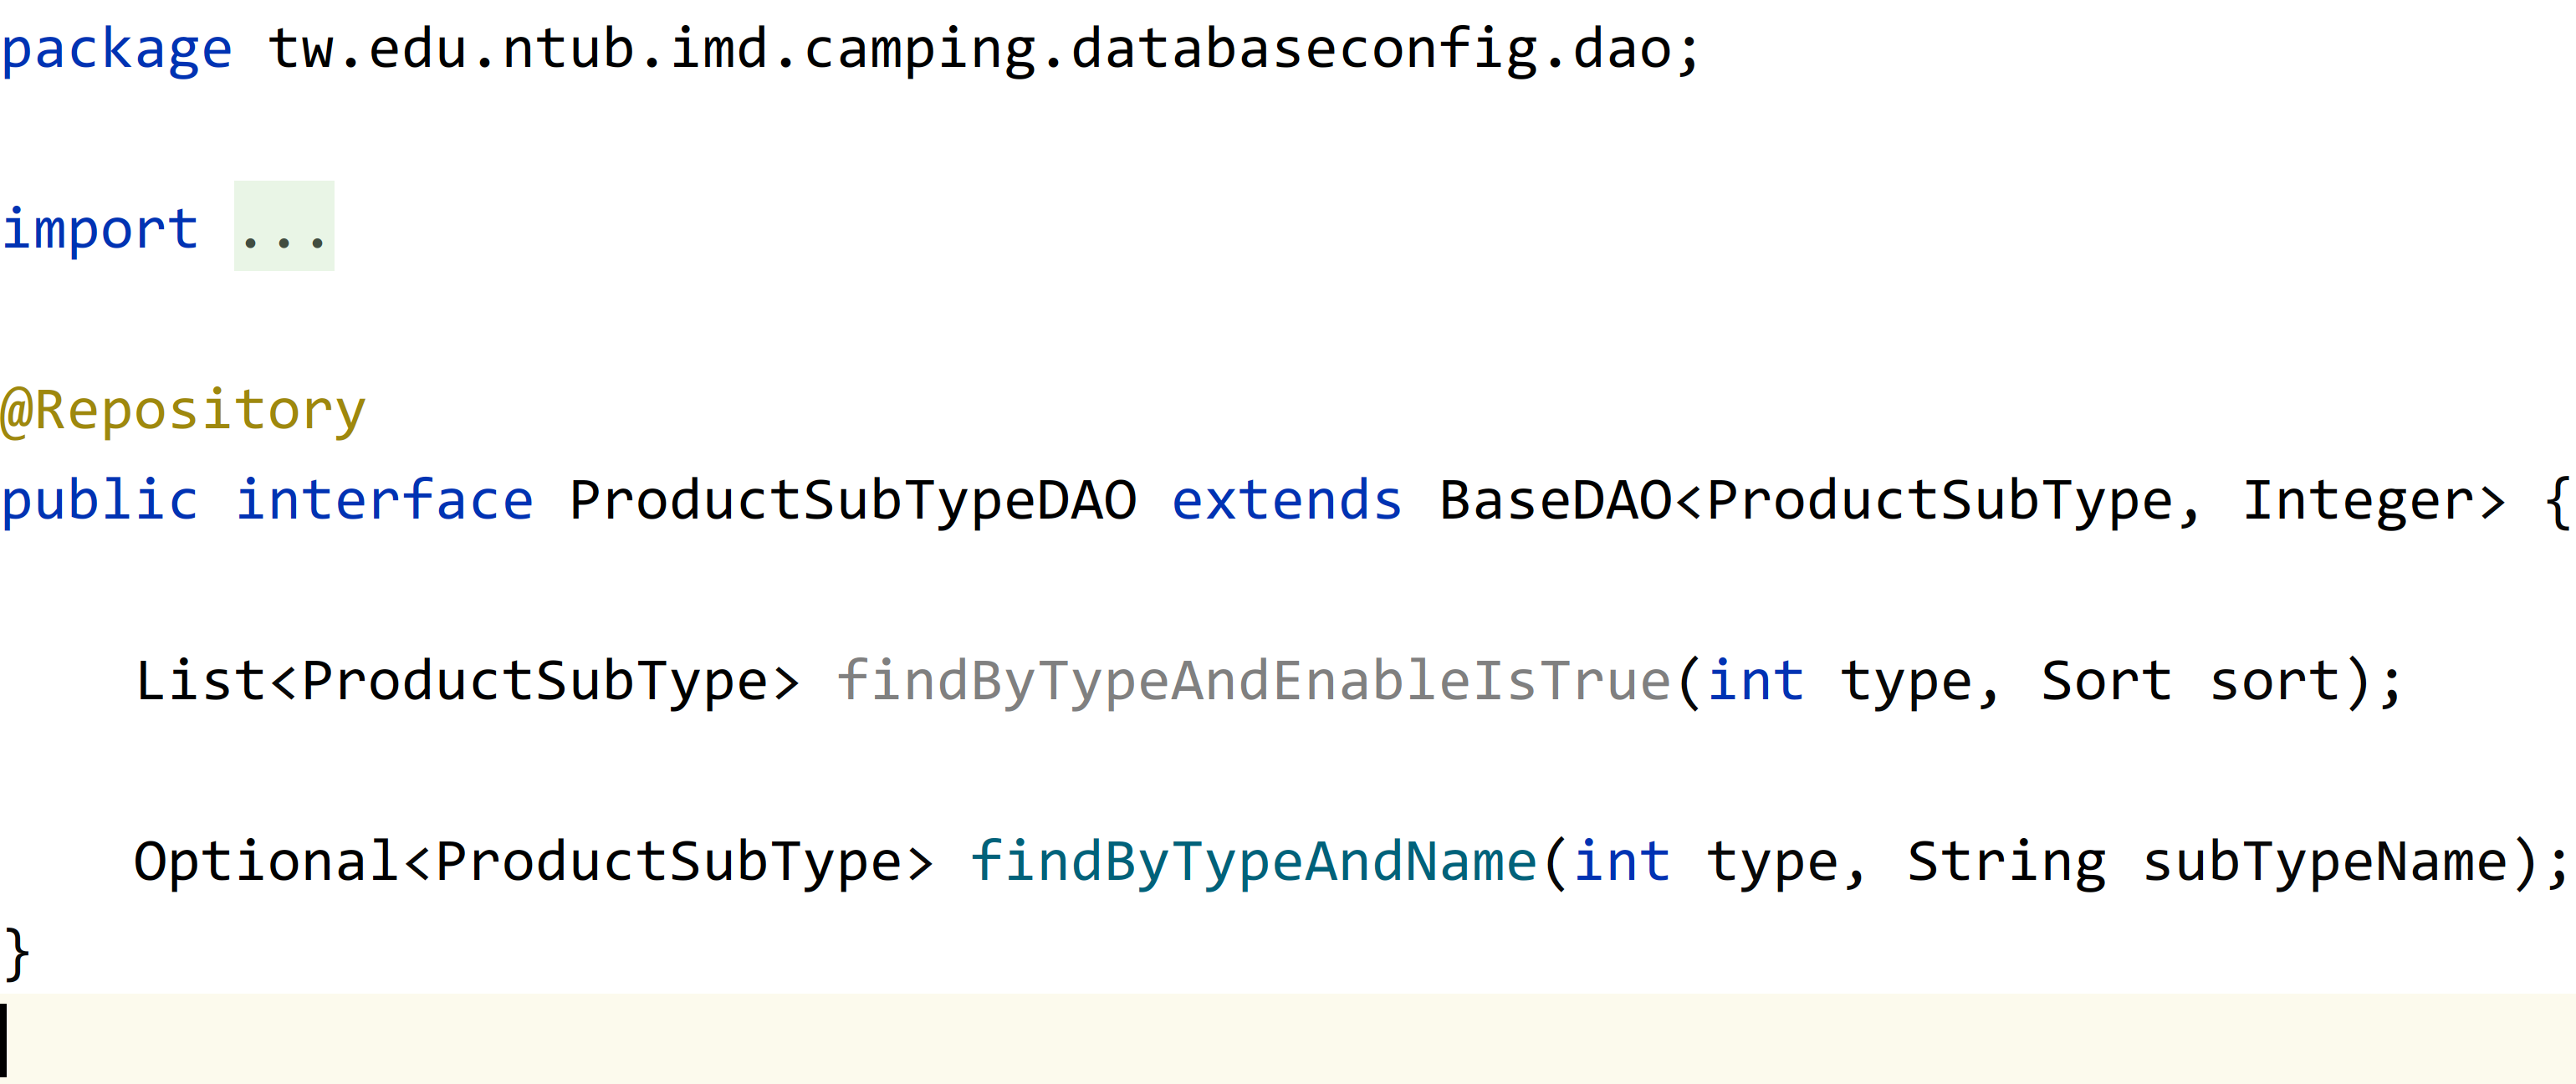 package tw.edu.ntub.imd.camping.databaseconfig.dao;
import ...
@Repository
public interface ProductSubTypeDAO extends BaseDAO<ProductSubType, Integer> {
List<ProductSubType> findByTypeAndEnableIsTrue(int type, Sort sort);
Optional<ProductSubType> findByTypeAndName(int type, String subTypeName);
}